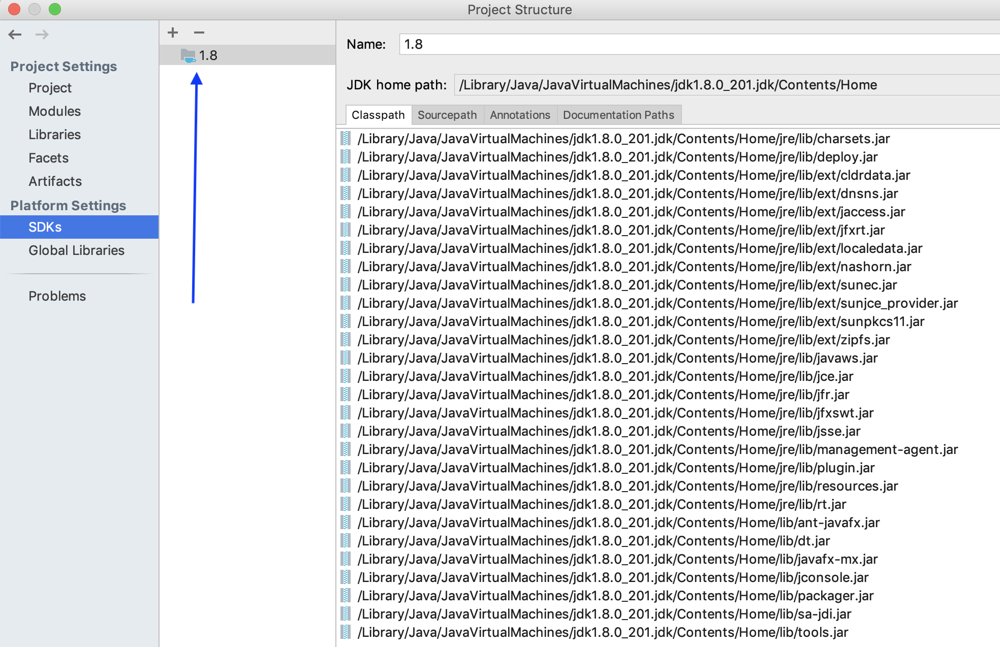 Project Structure
Project Settings
Project
Modules
Libraries
Facets
Artifacts
Platform Settings
SDKs
Global Libraries
Problems
1.8
Name: 1.8
JDK home path: /Library/Java/JavaVirtualMachines/jdk1.8.0_201.jdk/Contents/Home
Classpath Sourcepath Annotations Documentation Paths
/Library/Java/JavaVirtualMachines/jdk1.8.0_201.jdk/Contents/Home/jre/lib/charsets.jar
/Library/Java/JavaVirtualMachines/jdk1.8.0_201.jdk/Contents/Home/jre/lib/deploy.jar
/Library/Java/JavaVirtualMachines/jdk1.8.0_201.jdk/Contents/Home/jre/lib/ext/cldrdata.jar
/Library/Java/JavaVirtualMachines/jdk1.8.0_201.jdk/Contents/Home/jre/lib/ext/dnsns.jar
/Library/Java/JavaVirtualMachines/jdk1.8.0_201.jdk/Contents/Home/jre/lib/ext/jaccess.jar
/Library/Java/JavaVirtualMachines/jdk1.8.0_201.jdk/Contents/Home/jre/lib/ext/jfxrt.jar
/Library/Java/JavaVirtualMachines/jdk1.8.0_201.jdk/Contents/Home/jre/lib/ext/localedata.jar
/Library/Java/JavaVirtualMachines/jdk1.8.0_201.jdk/Contents/Home/jre/lib/ext/nashorn.jar
/Library/Java/JavaVirtualMachines/jdk1.8.0_201.jdk/Contents/Home/jre/lib/ext/sunec.jar
/Library/Java/JavaVirtualMachines/jdk1.8.0_201.jdk/Contents/Home/jre/lib/ext/sunjce_provider.jar
/Library/Java/JavaVirtualMachines/jdk1.8.0_201.jdk/Contents/Home/jre/lib/ext/sunpkcs11.jar
/Library/Java/JavaVirtualMachines/jdk1.8.0_201.jdk/Contents/Home/jre/lib/ext/zipfs.jar
/Library/Java/JavaVirtualMachines/jdk1.8.0_201.jdk/Contents/Home/jre/lib/javaws.jar
/Library/Java/JavaVirtualMachines/jdk1.8.0_201.jdk/Contents/Home/jre/lib/jce.jar
/Library/Java/JavaVirtualMachines/jdk1.8.0_201.jdk/Contents/Home/jre/lib/jfr.jar
/Library/Java/JavaVirtualMachines/jdk1.8.0_201.jdk/Contents/Home/jre/lib/jfxswt.jar
/Library/Java/JavaVirtualMachines/jdk1.8.0_201.jdk/Contents/Home/jre/lib/jsse.jar
/Library/Java/JavaVirtualMachines/jdk1.8.0_201.jdk/Contents/Home/jre/lib/management-agent.jar
/Library/Java/JavaVirtualMachines/jdk1.8.0_201.jdk/Contents/Home/jre/lib/plugin.jar
/Library/Java/JavaVirtualMachines/jdk1.8.0_201.jdk/Contents/Home/jre/lib/resources.jar
/Library/Java/JavaVirtualMachines/jdk1.8.0_201.jdk/Contents/Home/jre/lib/rt.jar
/Library/Java/JavaVirtualMachines/jdk1.8.0_201.jdk/Contents/Home/lib/ant-javafx.jar
/Library/Java/JavaVirtualMachines/jdk1.8.0_201.jdk/Contents/Home/lib/dt.jar
/Library/Java/JavaVirtualMachines/jdk1.8.0_201.jdk/Contents/Home/lib/javafx-mx.jar
/Library/Java/JavaVirtualMachines/jdk1.8.0_201.jdk/Contents/Home/lib/jconsole.jar
/Library/Java/JavaVirtualMachines/jdk1.8.0_201.jdk/Contents/Home/lib/packager.jar
/Library/Java/JavaVirtualMachines/jdk1.8.0_201.jdk/Contents/Home/lib/sa-jdi.jar
/Library/Java/JavaVirtualMachines/jdk1.8.0_201.jdk/Contents/Home/lib/tools.jar